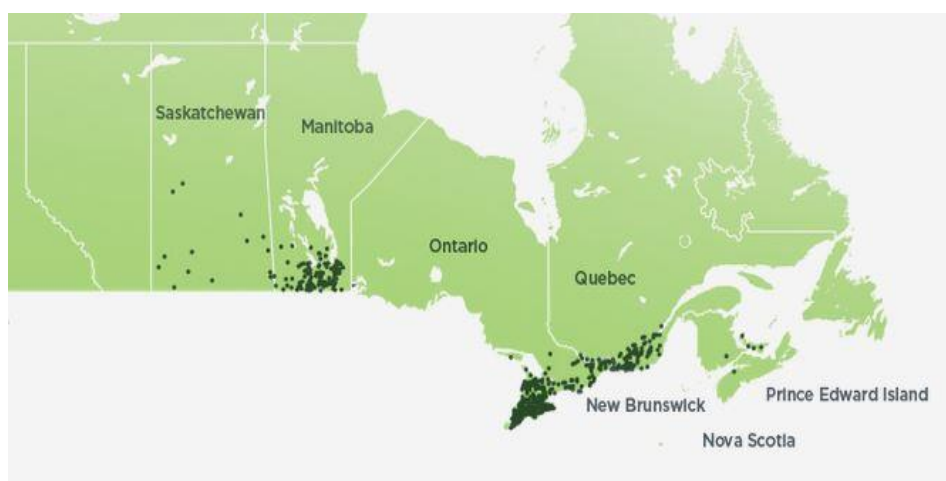 Saskatchewan
Manitoba
Ontario
Quebec
New Brunswick
Prince Edward Island
Nova Scotia